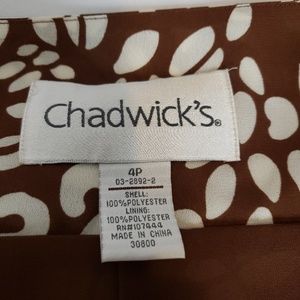 Chadwick's®
4P
03-2892-2
SHELL:
100%POLYESTER
LINING:
100%POLYESTER
RN#107444
MADE IN CHINA
30800